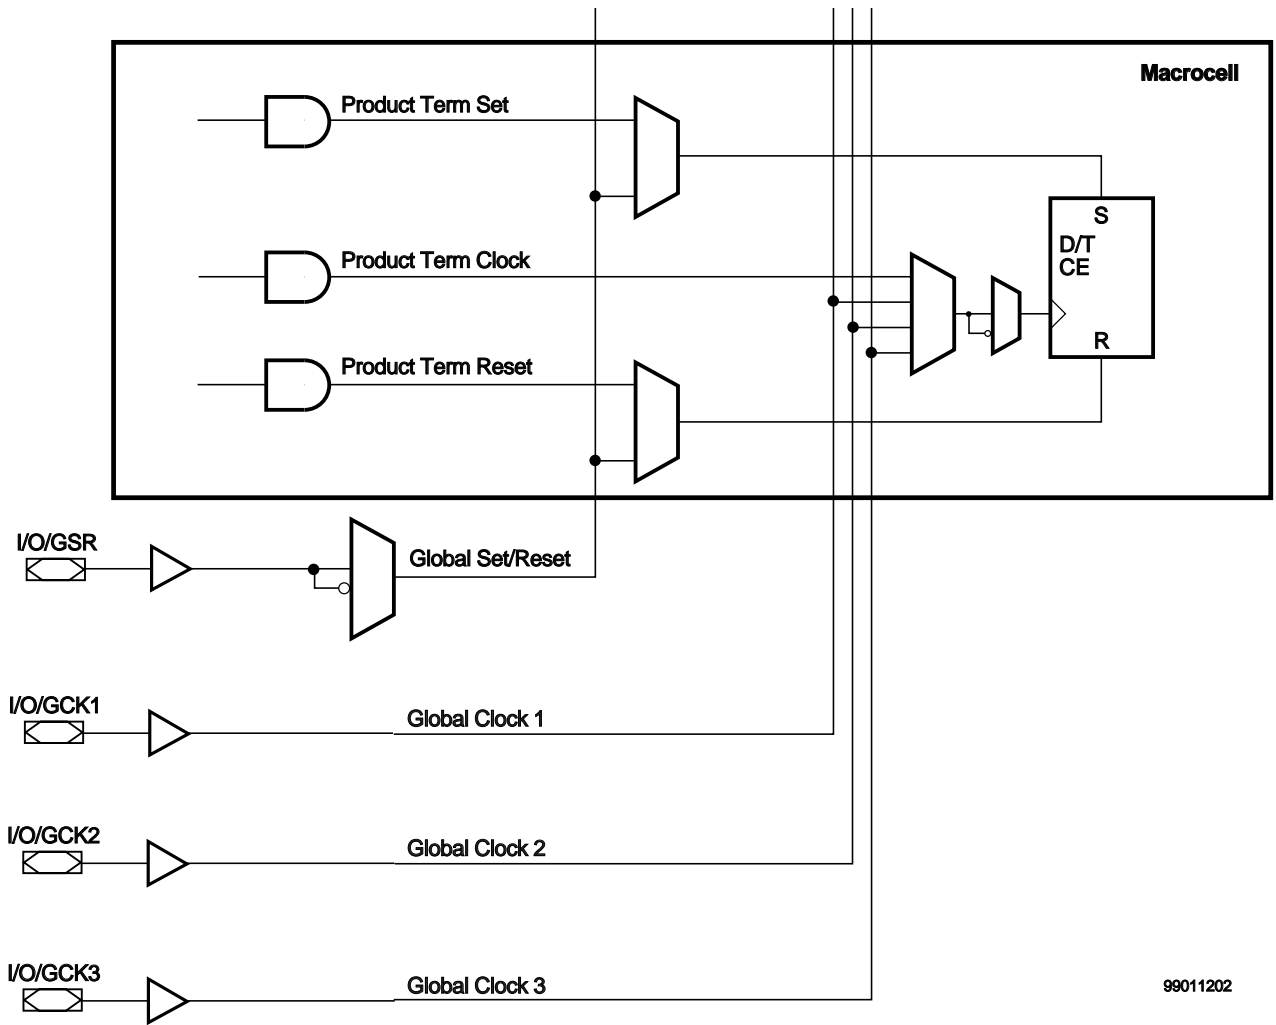 Macrocell
Product Term Set
S
D/T
CE
Product Term Clock
R
Product Term Reset
I/O/GSR
Global Set/Reset
I/O/GCK1
Global Clock 1
I/O/GCK2
Global Clock 2
I/O/GCK3
Global Clock 3
99011202